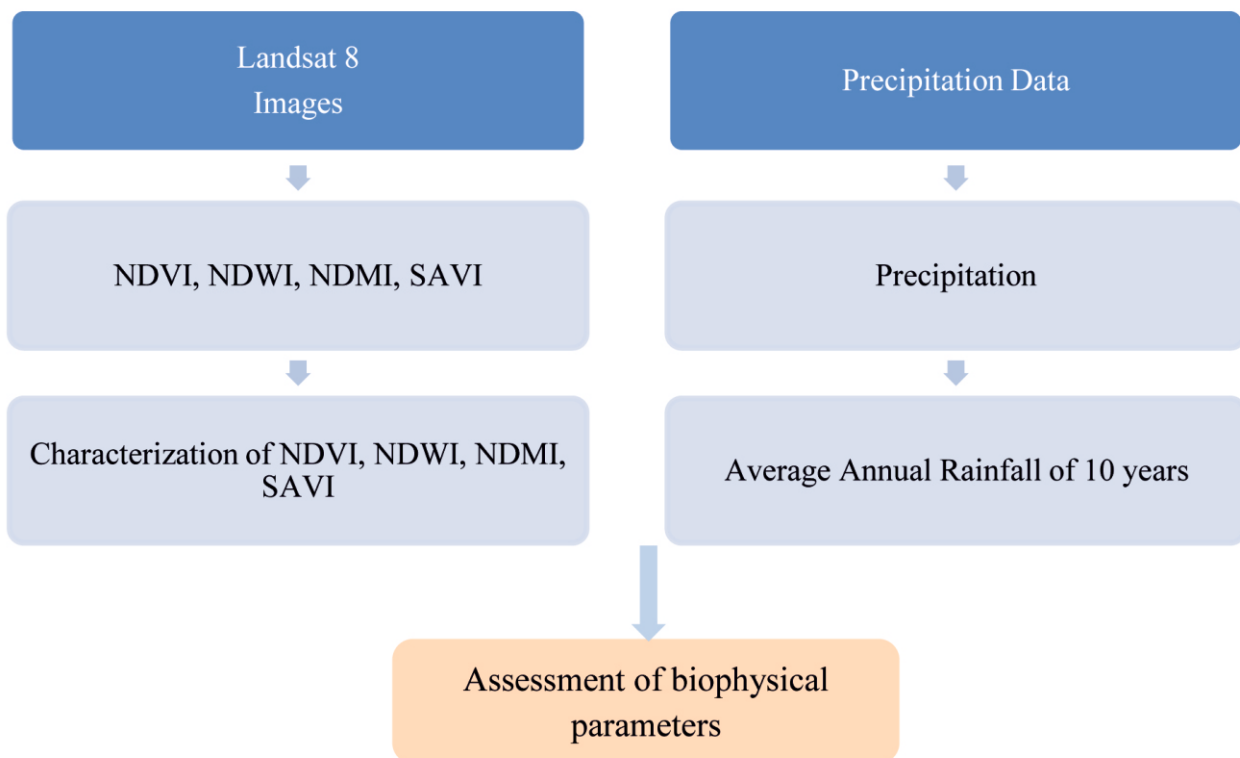 Landsat 8
Images
Precipitation Data
NDVI, NDWI, NDMI, SAVI
Precipitation
Characterization of NDVI, NDWI, NDMI,
SAVI
Average Annual Rainfall of 10 years
Assessment of biophysical
parameters